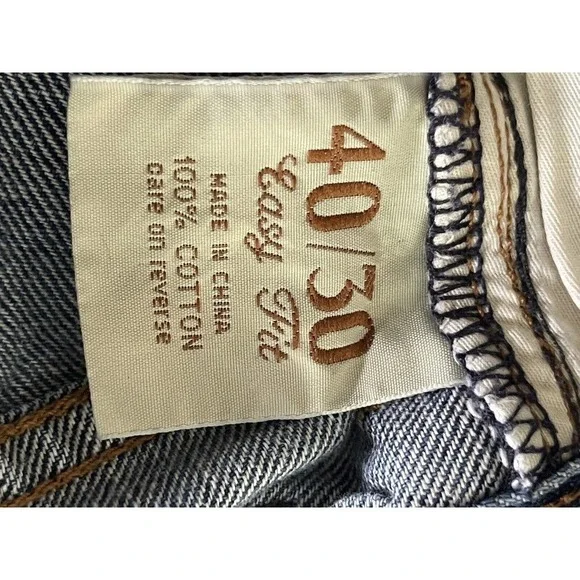 40/30
Easy Fit
MADE IN CHINA
100% COTTON
care on reverse